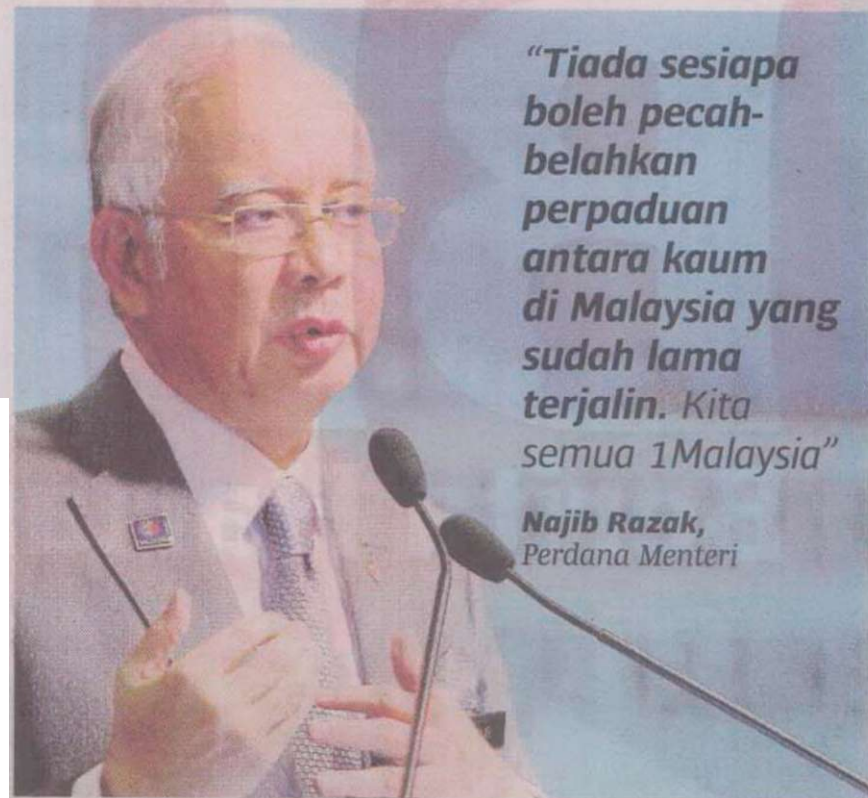 “Tiada sesiapa
boleh pecah-
belahkan
perpaduan
antara kaum
di Malaysia yang
sudah lama
terjalin. Kita
semua 1Malaysia”
Najib Razak,
Perdana Menteri